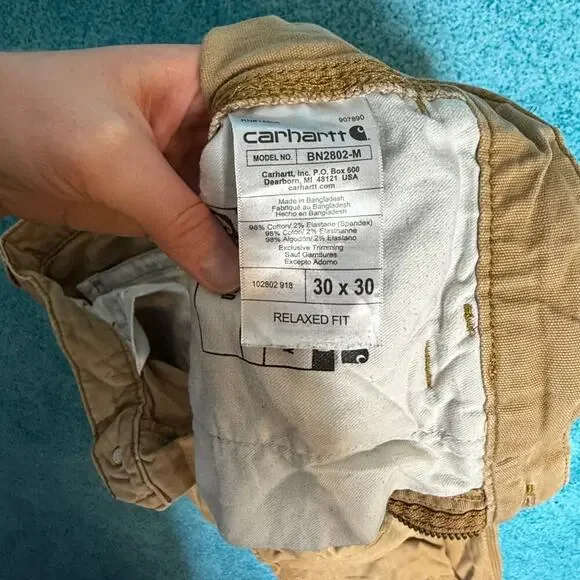 907890
carhartt
MODEL NO. BN2802-M
Carhartt, Inc. P.O. Box 600
Dearborn, MI 48121 USA
carhartt.com
Made in Bangladesh
Fabriqué au Bangladesh
Hecho en Bangladesh
98% Cotton/ 2% Elastane (Spandex)
98% Coton/ 2% Élasthanne
98% Algodón/ 2% Elastano
Exclusive Trimming
Sauf Garnitures
Excepto Adorno
102802 918 30 x 30
RELAXED FIT